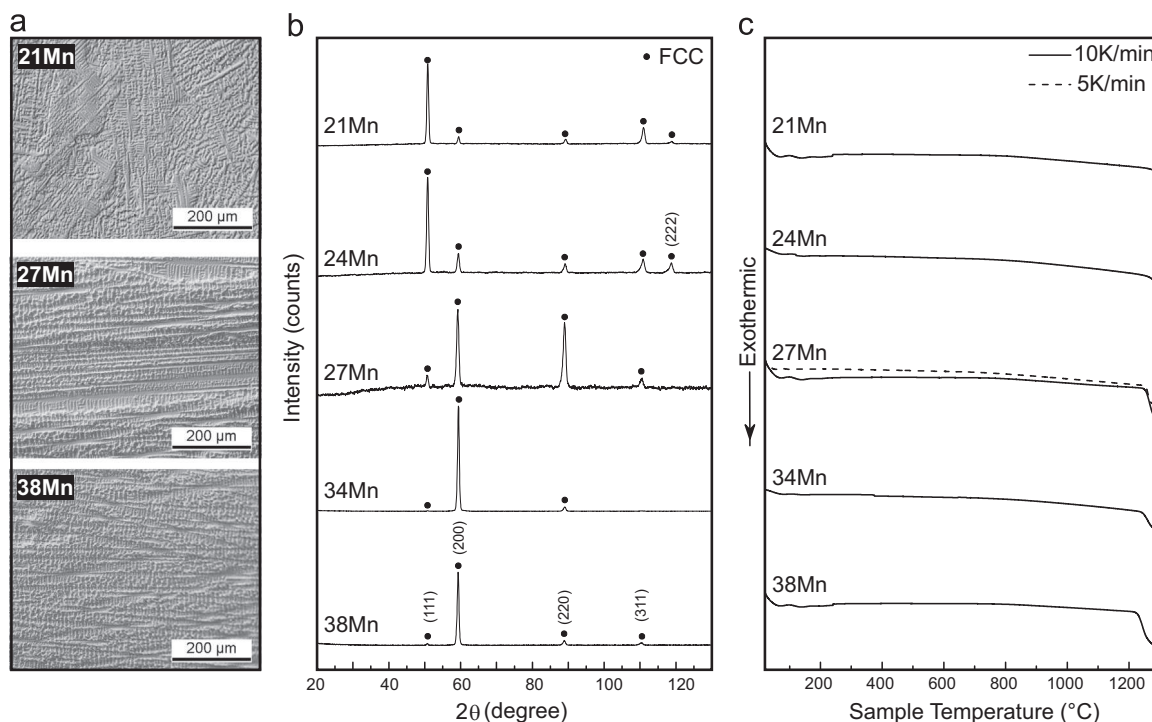 a
21Mn
200 μm
27Mn
200 μm
38Mn
200 μm
b
FCC
21Mn
24Mn
(222)
27Mn
34Mn
(200)
38Mn
(111)
(220)
(311)
Intensity (counts)
20 40 60 80 100 120
2θ (degree)
c
10K/min
5K/min
21Mn
24Mn
27Mn
34Mn
38Mn
Exothermic
200 400 600 800 1000 1200
Sample Temperature (°C)